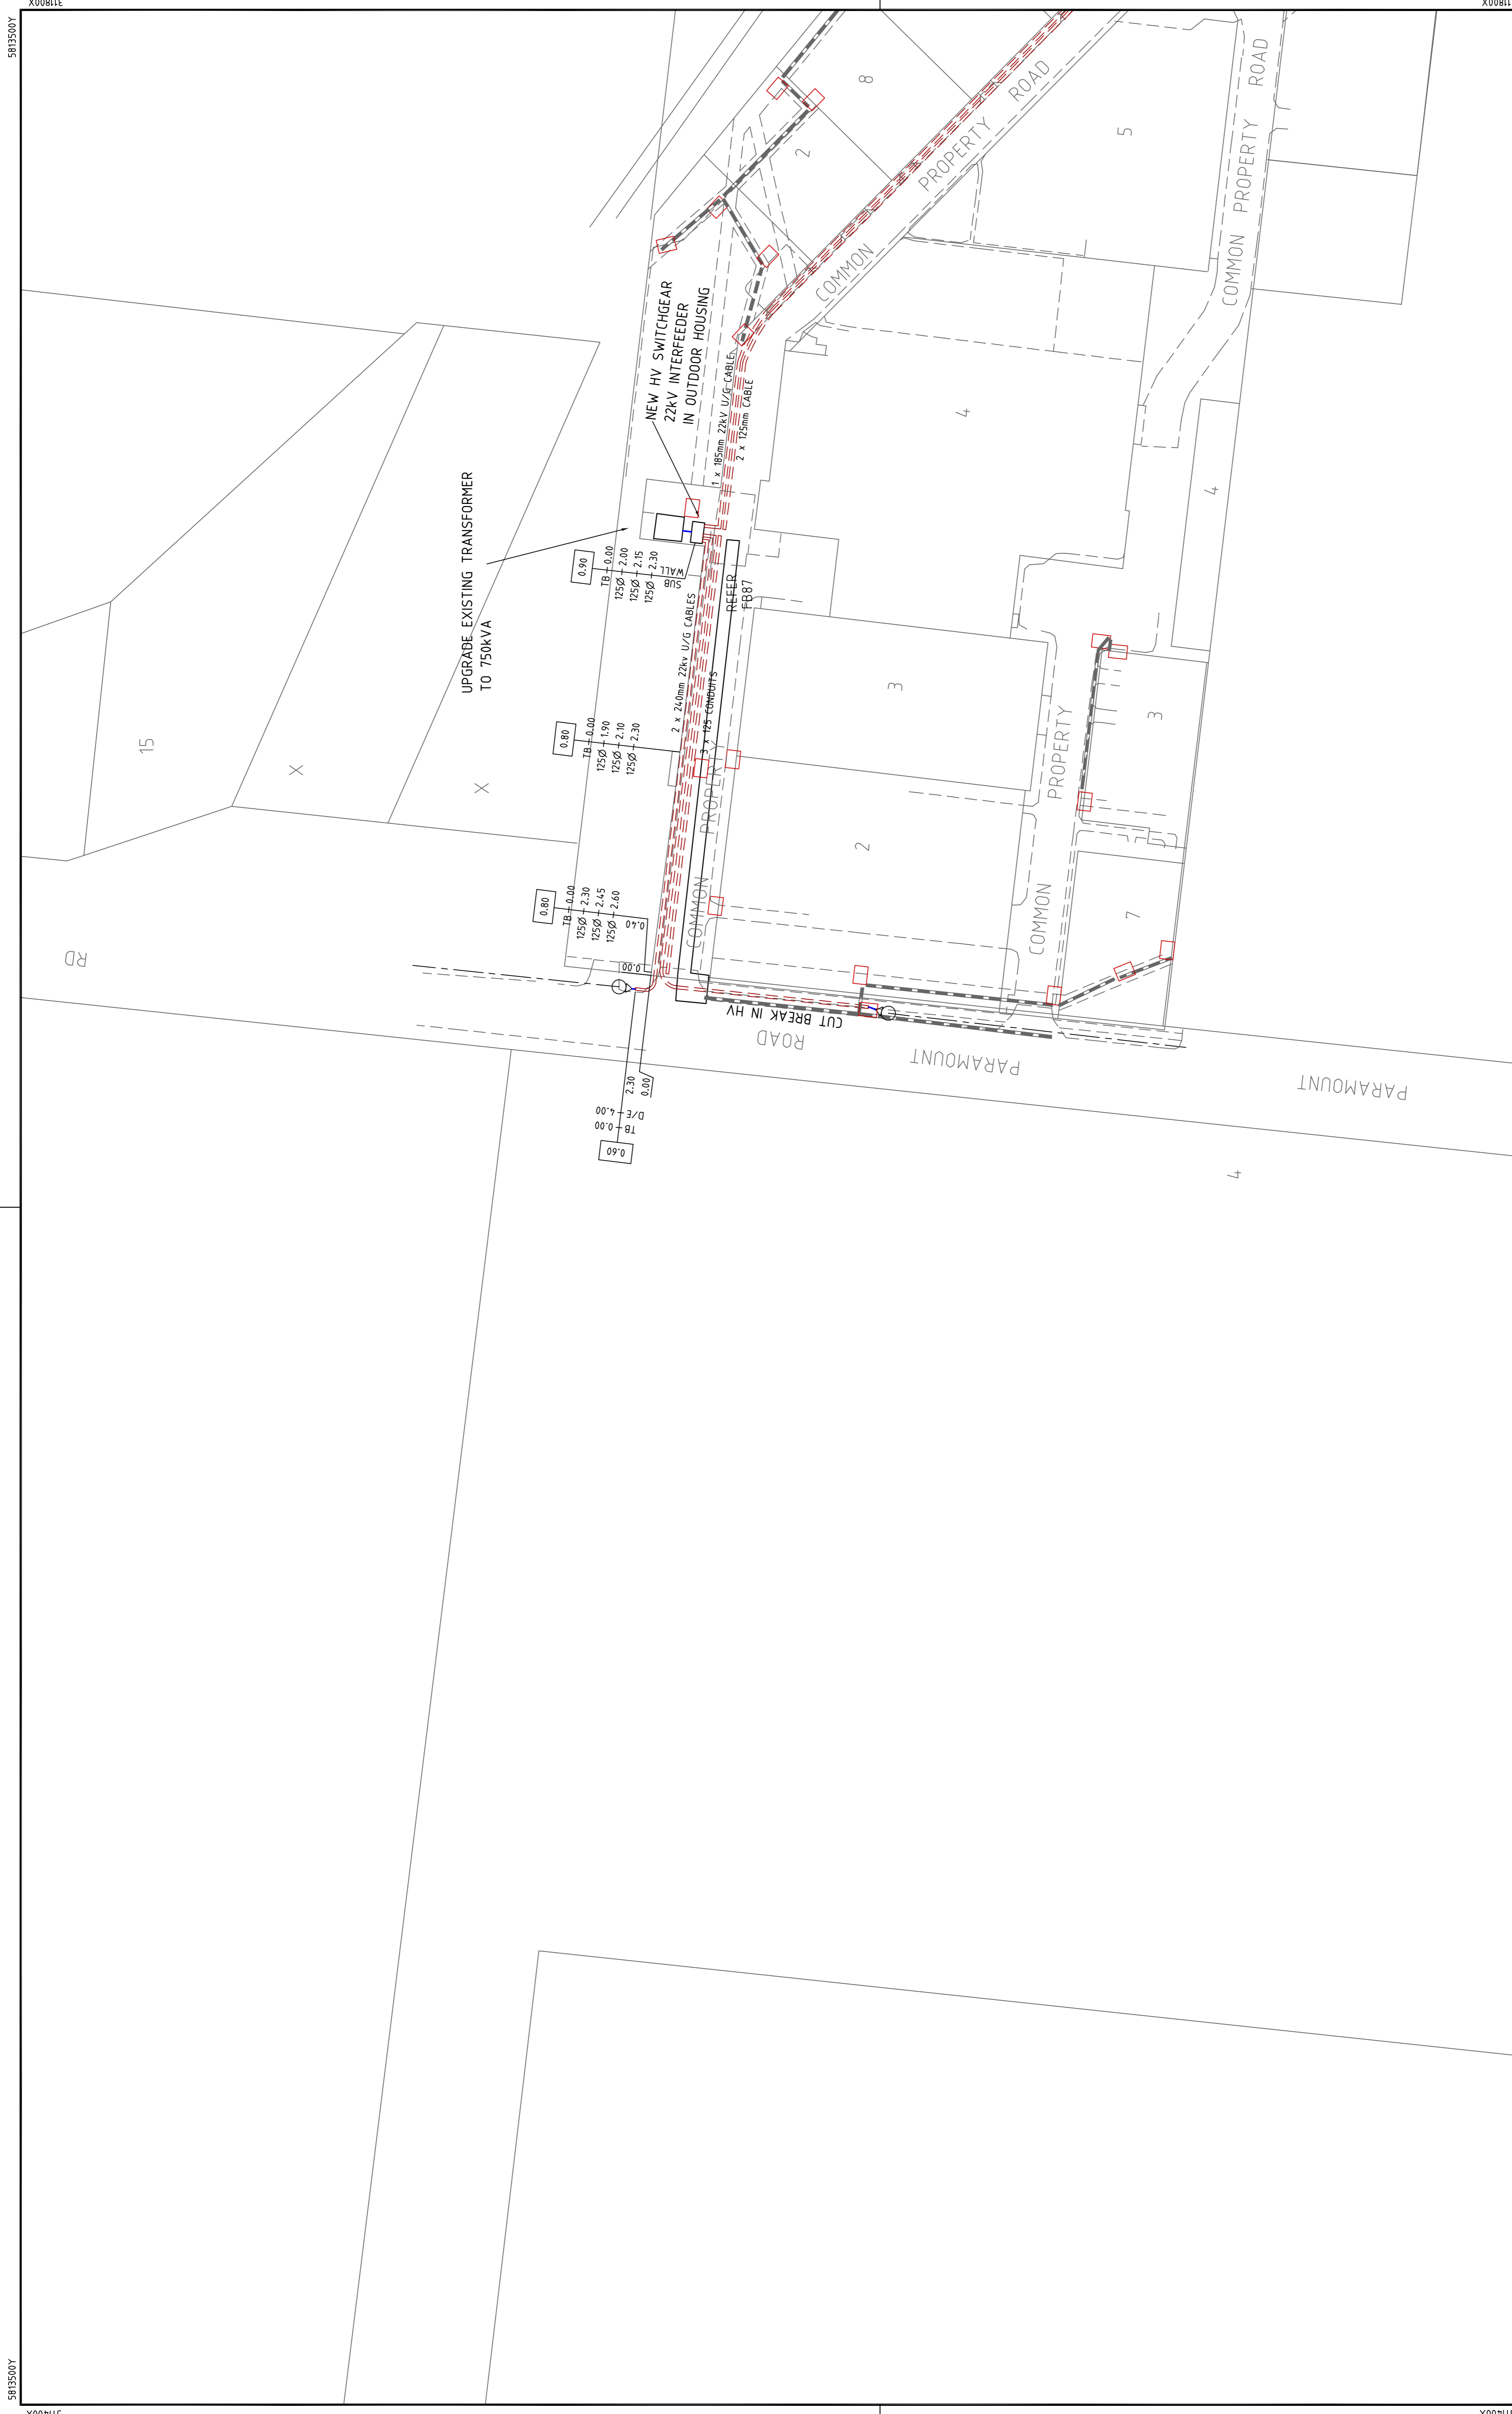 311800X
311800X
5813500Y
8
ROAD
PROPERTY
COMMON
2
5
ROAD
PROPERTY
COMMON
NEW HV SWITCHGEAR
22kV INTERFEEDER
IN OUTDOOR HOUSING
1 x 185mm 22kV U/G CABLE
2 x 125mm CABLE
4
4
UPGRADE EXISTING TRANSFORMER
TO 750kVA
0.90
TB-0.00
125Ø-2.00
125Ø-2.15
125Ø-2.30
SUB
WALL
REFER
FB87
2 x 240mm 22kv U/G CABLES
3 x 125 CONDUITS
0.80
TB-0.00
125Ø-1.90
125Ø-2.10
125Ø-2.30
15
X
X
3
3
PROPERTY
COMMON
PROPERTY
COMMON
2
7
0.80
TB-0.00
125Ø-2.30
125Ø-2.45
125Ø-2.60
0.40
0.00
RD
CUT BREAK IN HV
ROAD
PARAMOUNT
PARAMOUNT
2.30
0.00
D/E-4.00
TB-0.00
0.60
4
5813500Y
311400X
311400X